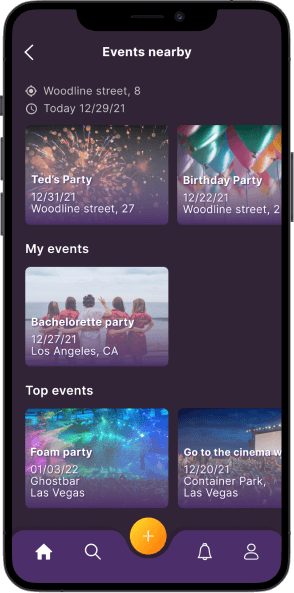 Events nearby
Woodline street, 8
Today 12/29/21
Ted's Party
12/31/21
Woodline street, 27
Birthday Party
12/22/21
Woodline street, 2
My events
Bachelorette party
12/27/21
Los Angeles, CA
Top events
Foam party
01/03/22
Ghostbar
Las Vegas
Go to the cinema w
12/20/21
Container Park,
Las Vegas